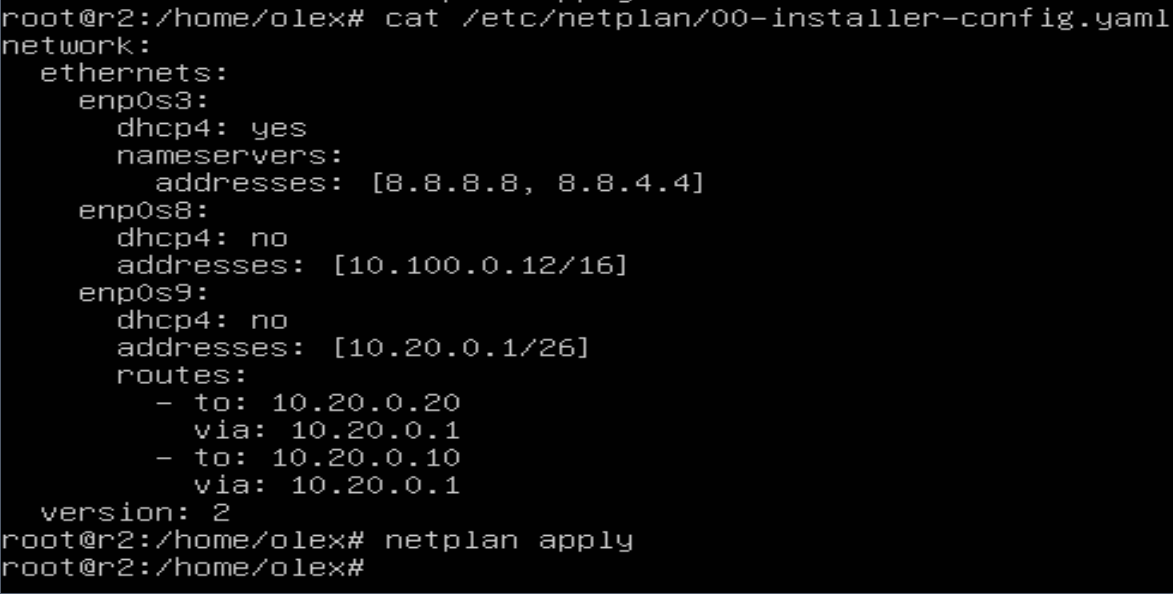 root@r2:/home/olex# cat /etc/netplan/00-installer-config.yaml
network:
  ethernets:
    enp0s3:
      dhcp4: yes
      nameservers:
        addresses: [8.8.8.8, 8.8.4.4]
    enp0s8:
      dhcp4: no
      addresses: [10.100.0.12/16]
    enp0s9:
      dhcp4: no
      addresses: [10.20.0.1/26]
      routes:
        - to: 10.20.0.20
          via: 10.20.0.1
        - to: 10.20.0.10
          via: 10.20.0.1
  version: 2
root@r2:/home/olex# netplan apply
root@r2:/home/olex#